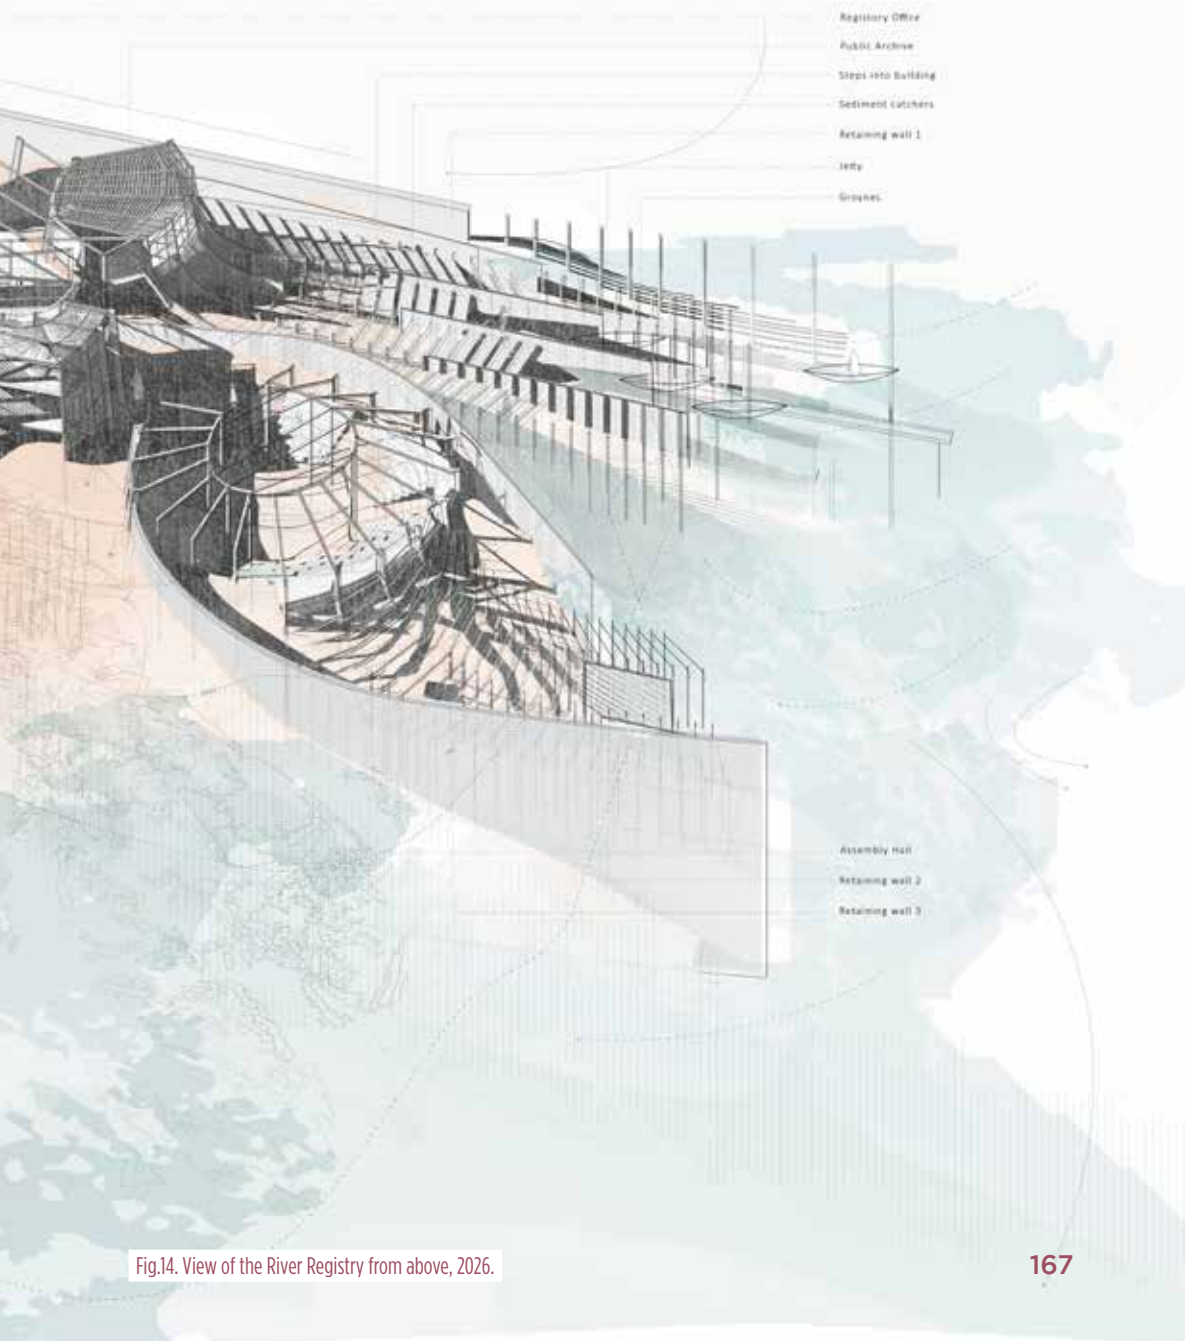 Registory Office
Public Archive
Steps into Building
Sediment catchers
Retaining wall 1
Jetty
Groynes
Assembly Hall
Retaining wall 2
Retaining wall 3
Fig.14. View of the River Registry from above, 2026.
167